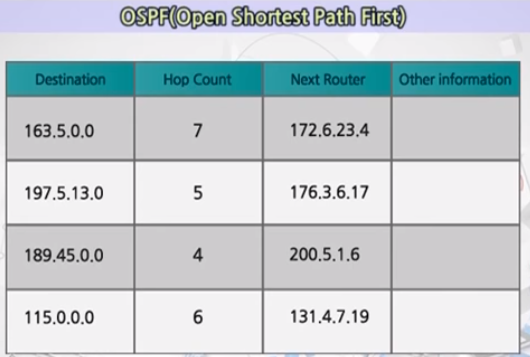 OSPF(Open Shortest Path First)
Destination Hop Count Next Router Other information
163.5.0.0 7 172.6.23.4
197.5.13.0 5 176.3.6.17
189.45.0.0 4 200.5.1.6
115.0.0.0 6 131.4.7.19